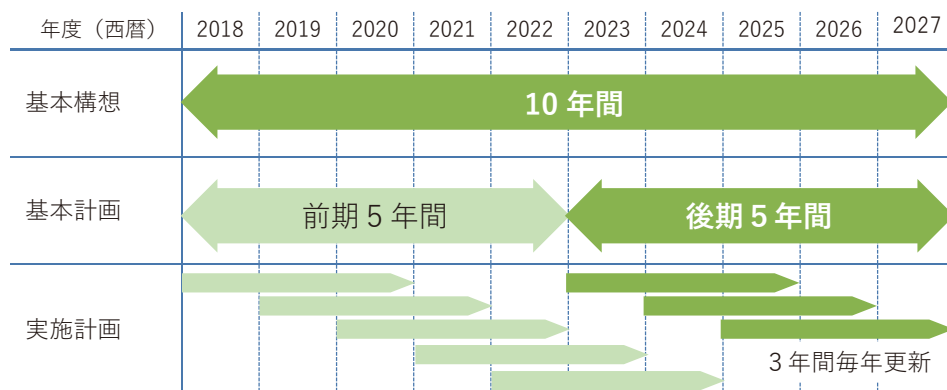 年度（西暦） 2018 2019 2020 2021 2022 2023 2024 2025 2026 2027
基本構想 10 年間
基本計画 前期 5 年間 後期 5 年間
実施計画
3 年間毎年更新